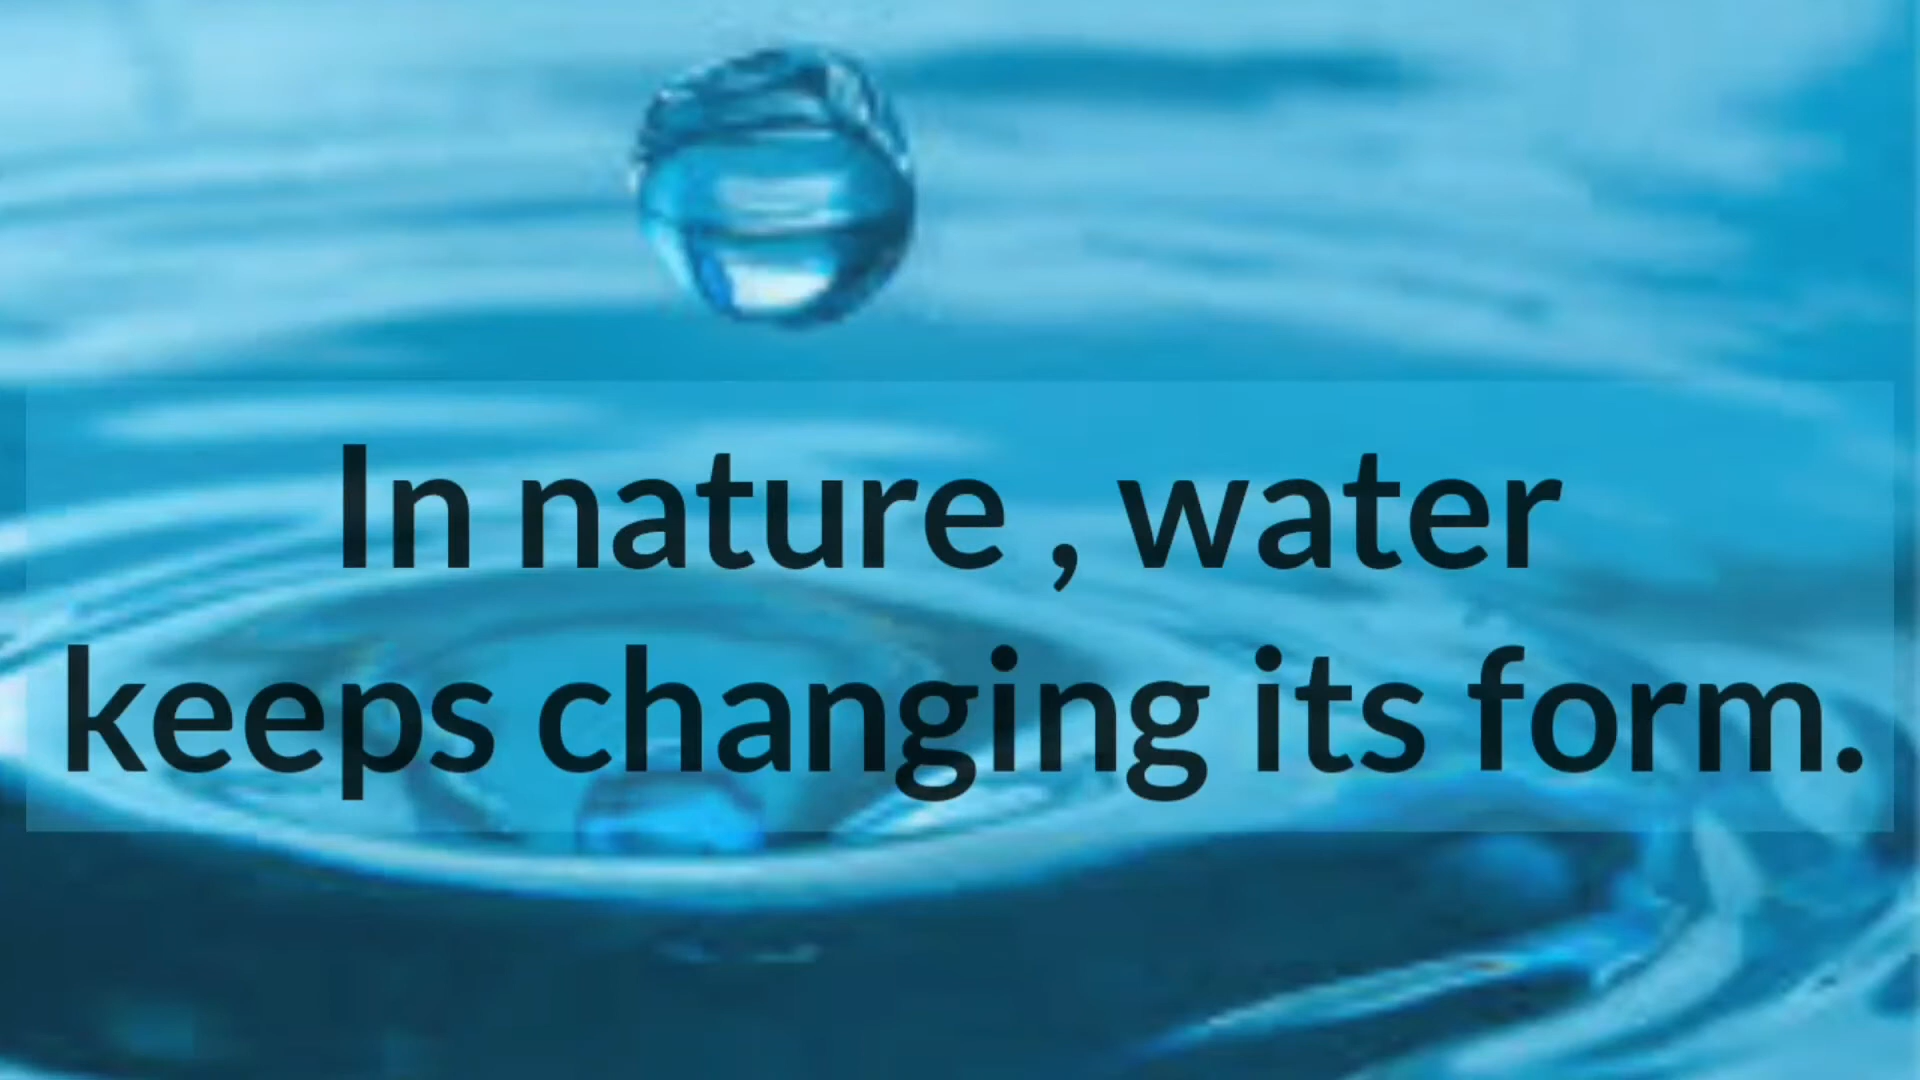 In nature , water
keeps changing its form.